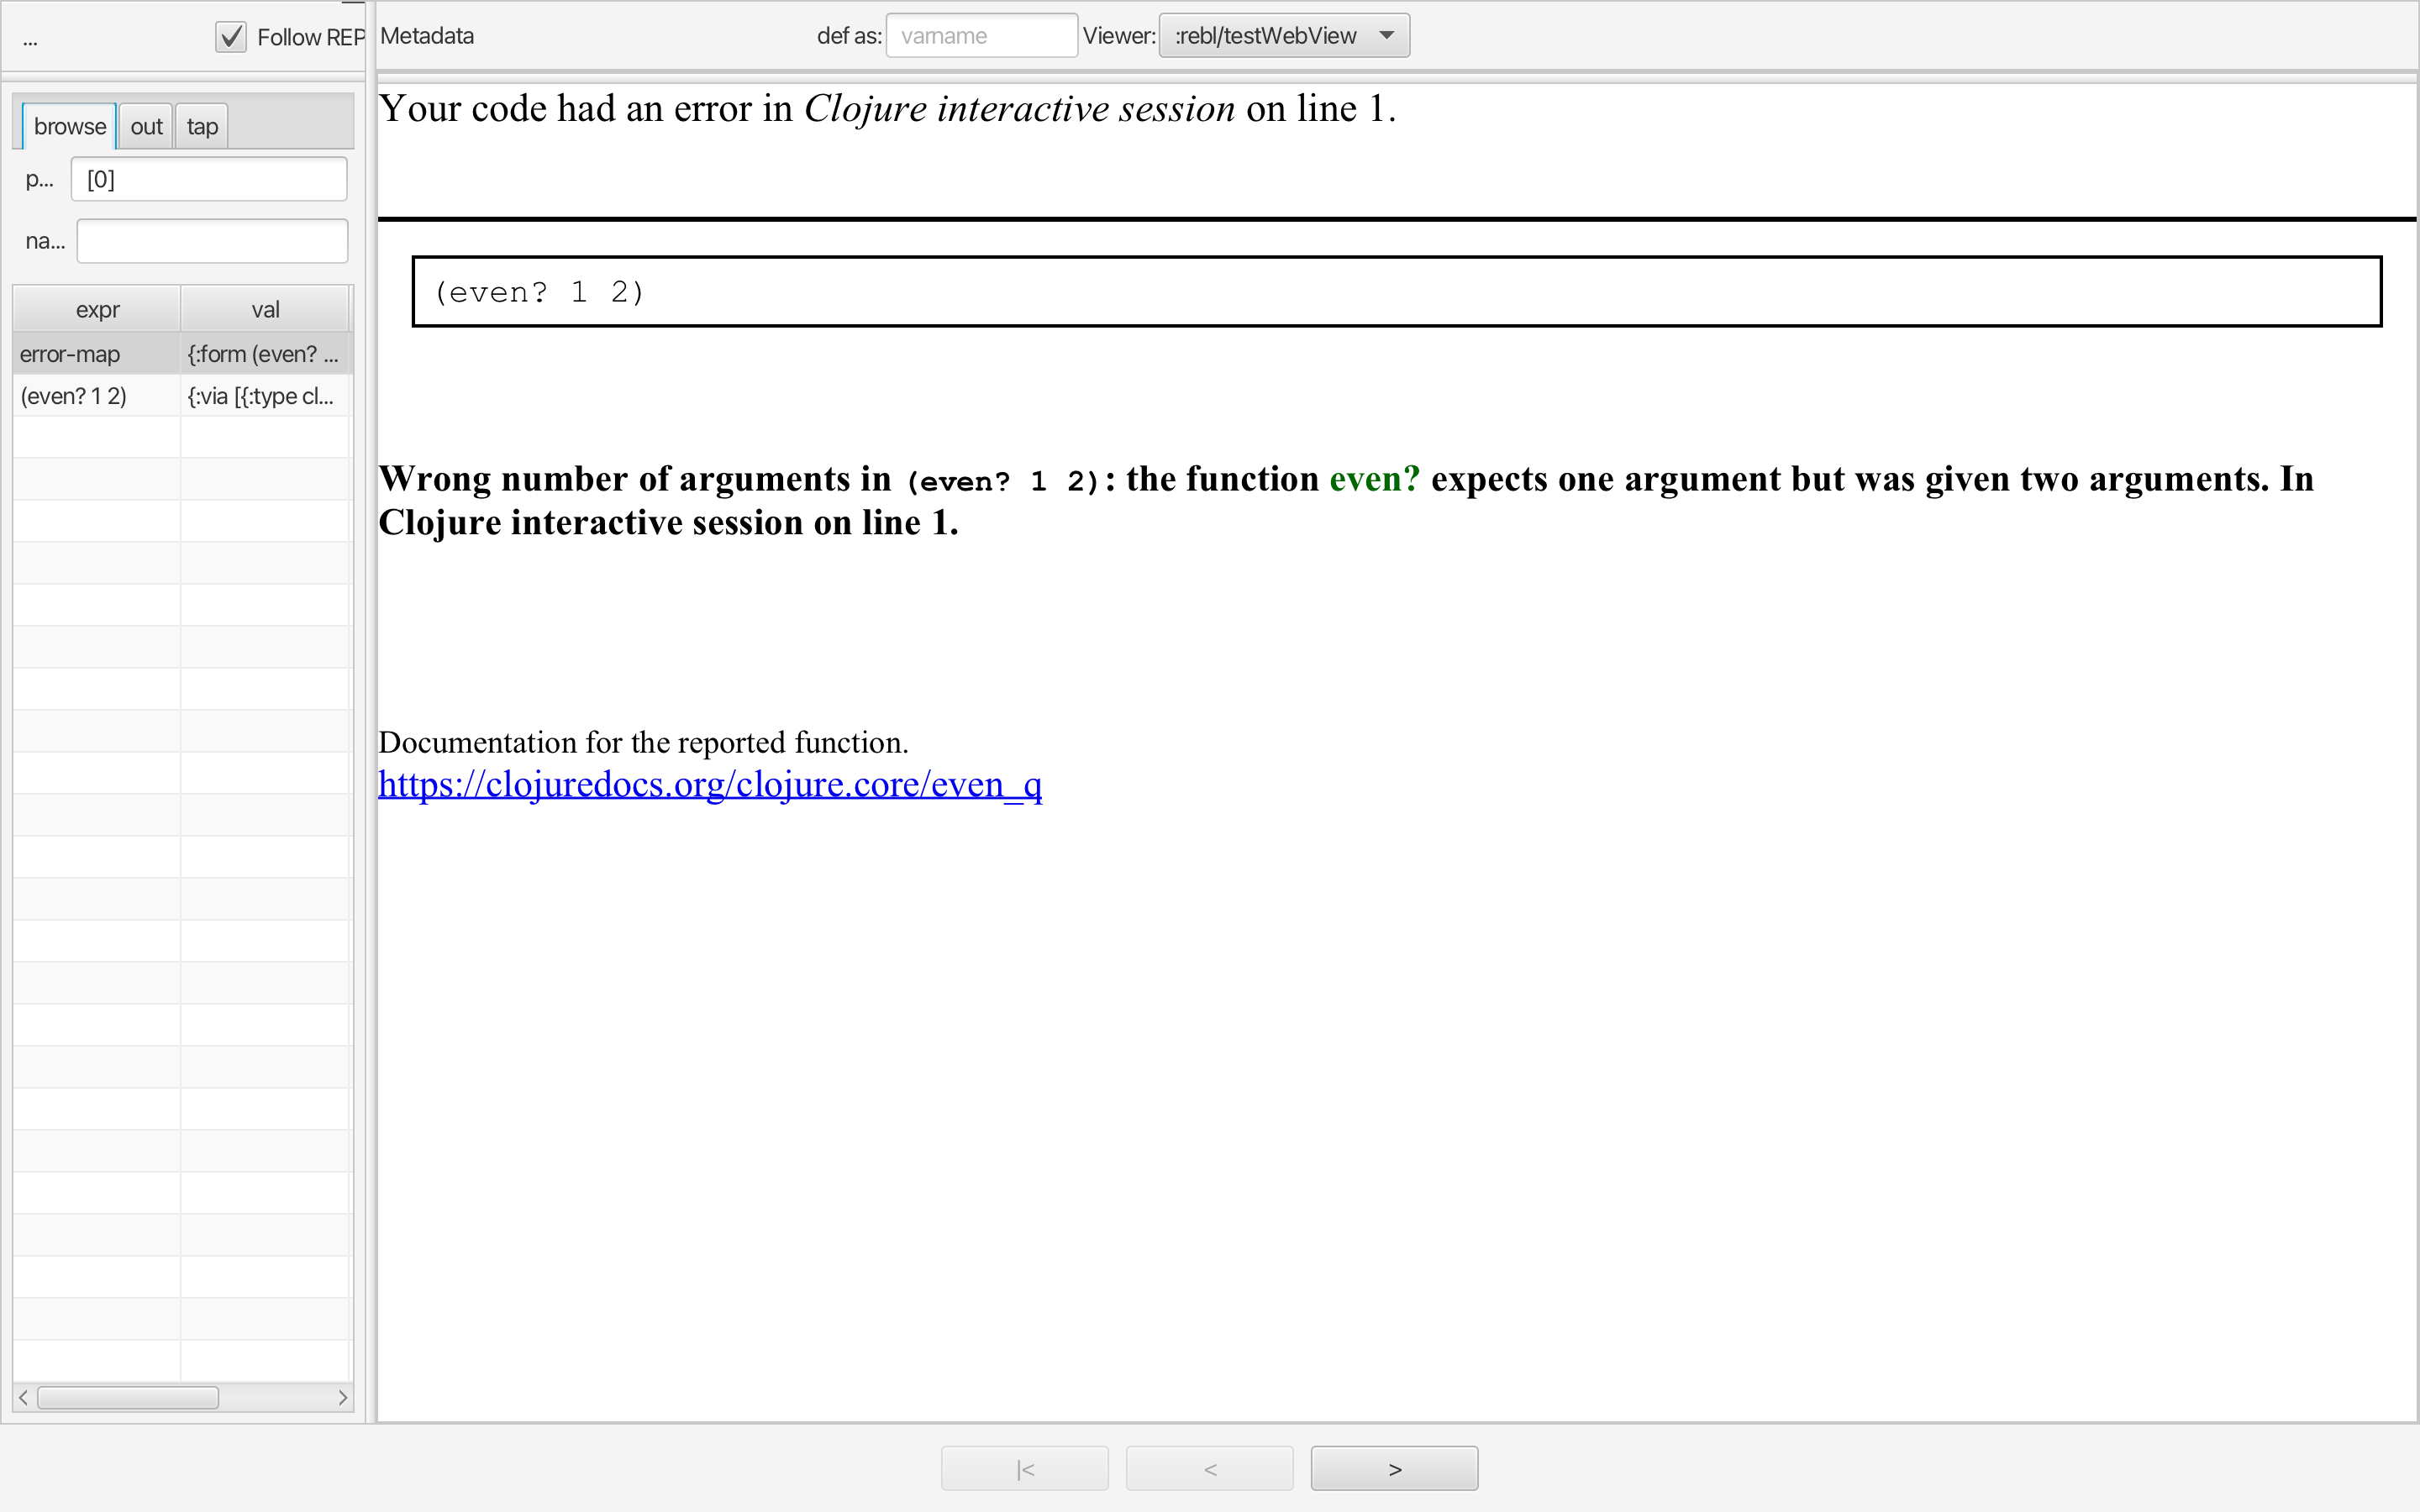 ...
Follow REP
Metadata
def as:
varname
Viewer:
:rebl/testWebView
browse
out
tap
p...
[0]
na...
expr
val
error-map
{:form (even? ...
(even? 1 2)
{:via [{:type cl...
Your code had an error in Clojure interactive session on line 1.
(even? 1 2)
Wrong number of arguments in (even? 1 2): the function even? expects one argument but was given two arguments. In
Clojure interactive session on line 1.
Documentation for the reported function.
https://clojuredocs.org/clojure.core/even_q
|<
<
>